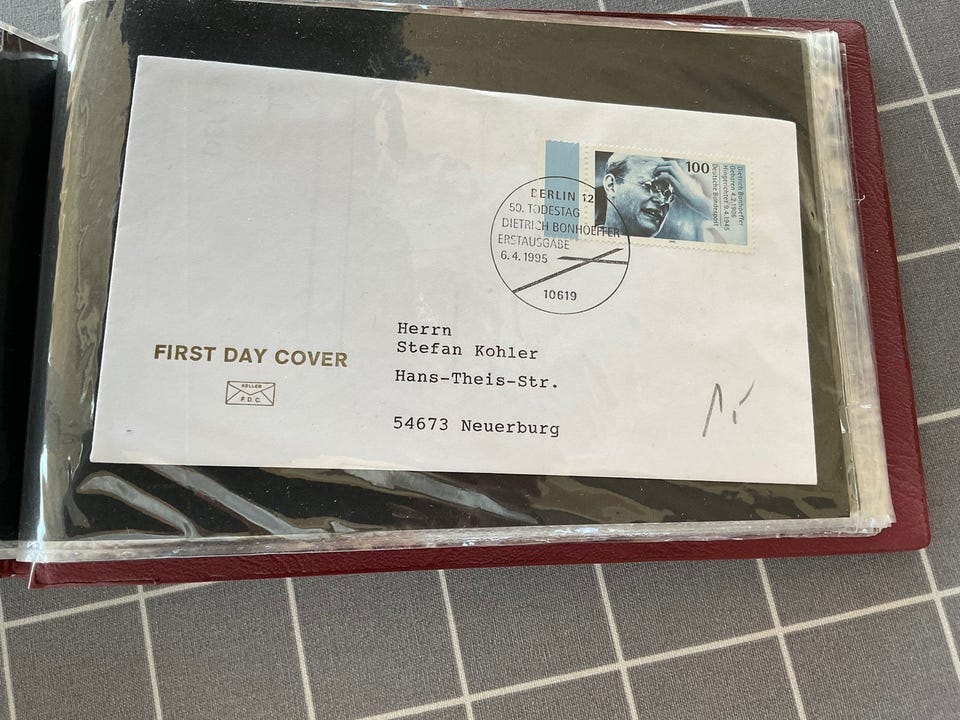 100
Dietrich Bonhoeffer
Geboren 4.2.1906
Hingerichtet 9.4.1945
Deutsche Bundespost
BERLIN 12
50. TODESTAG
DIETRICH BONHOEFFER
ERSTAUSGABE
6.4.1995
10619
Herrn
Stefan Kohler
Hans-Theis-Str.
54673 Neuerburg
FIRST DAY COVER
KELLER
F.D.C.